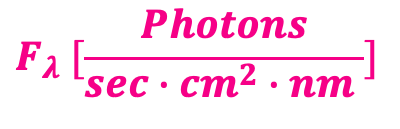 F_λ [Photons / sec · cm² · nm]